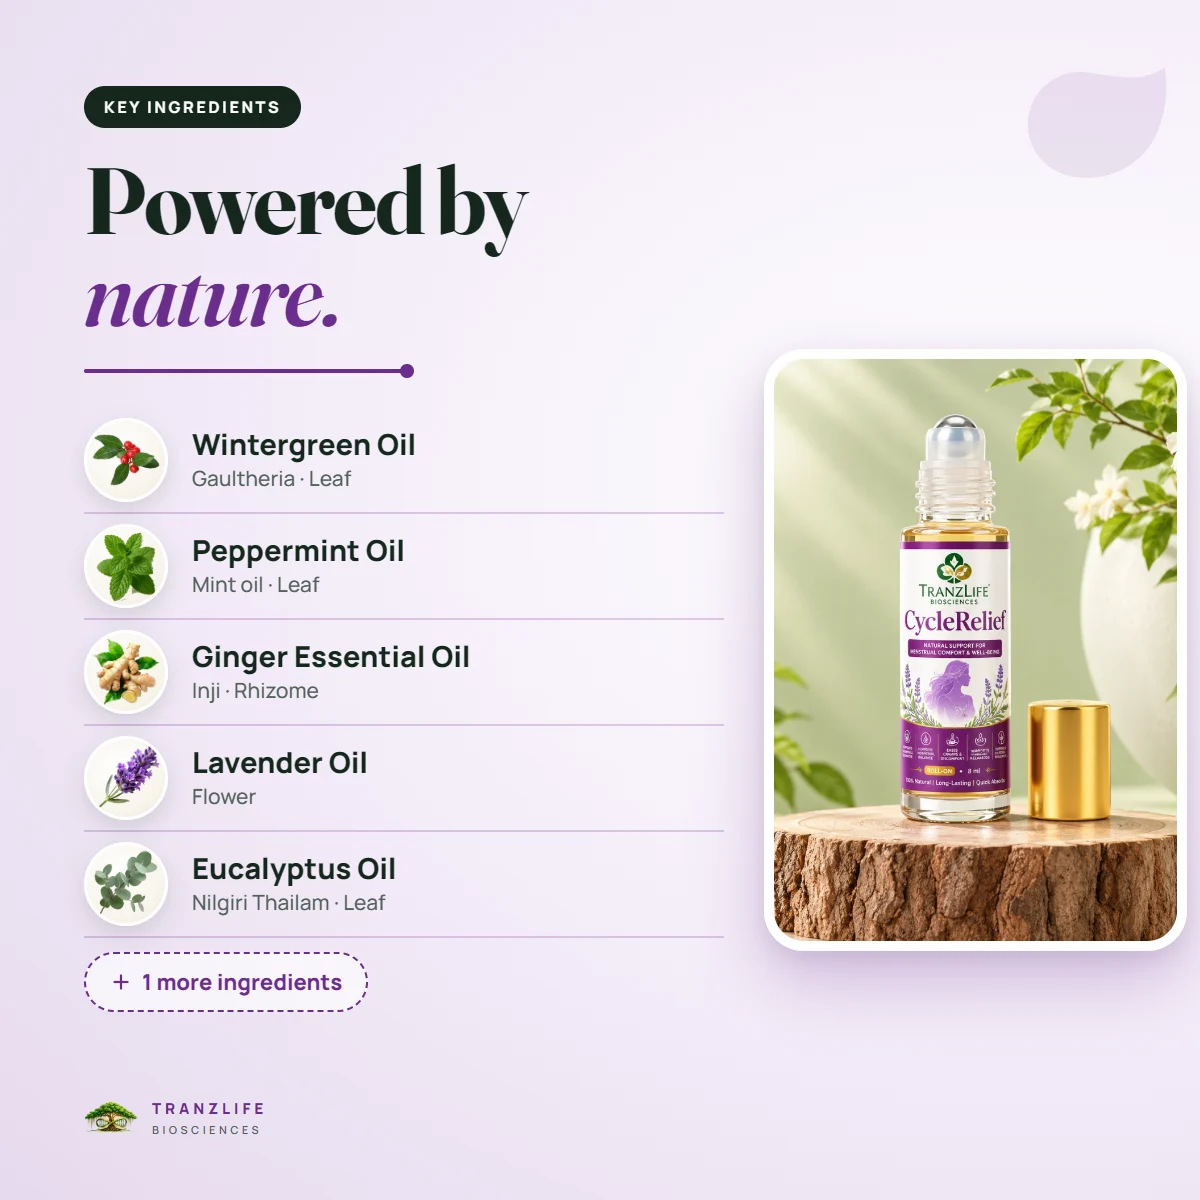 KEY INGREDIENTS
Powered by
nature.
Wintergreen Oil
Gaultheria · Leaf
Peppermint Oil
Mint oil · Leaf
Ginger Essential Oil
Inji · Rhizome
Lavender Oil
Flower
Eucalyptus Oil
Nilgiri Thailam · Leaf
+ 1 more ingredients
TRANZLIFE
BIOSCIENCES
CycleRelief
NATURAL SUPPORT FOR
MENSTRUAL COMFORT & WELL-BEING
ROLL-ON • 8 ml
100% Natural | Long-Lasting | Quick
TRANZLIFE
BIOSCIENCES